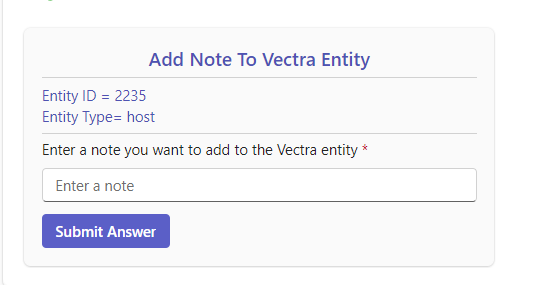 Add Note To Vectra Entity
Entity ID = 2235
Entity Type= host
Enter a note you want to add to the Vectra entity *
Enter a note
Submit Answer